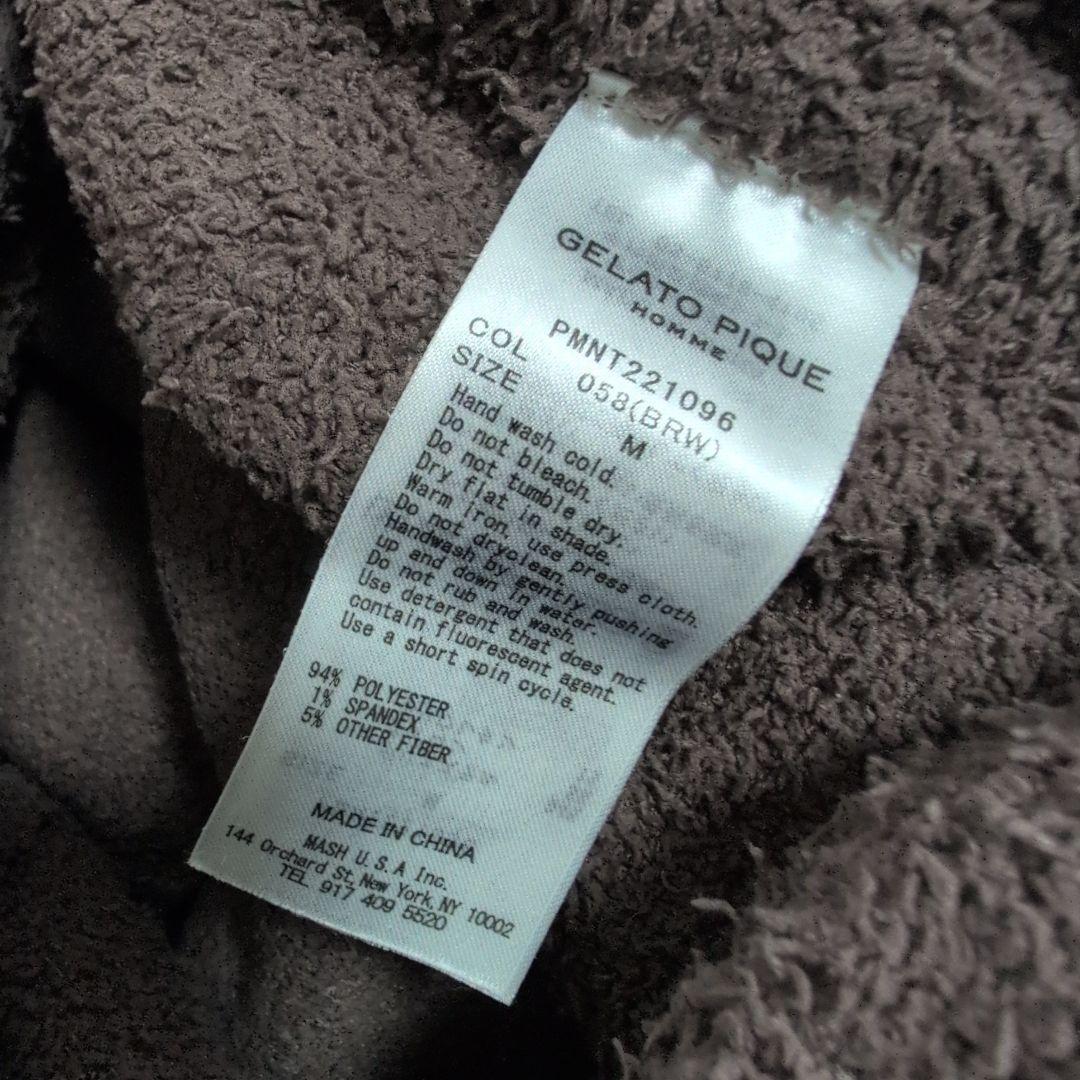 GELATO PIQUE
HOMME
PMNT221096
COL 058(BRW)
SIZE M
Hand wash cold.
Do not bleach.
Do not tumble dry.
Dry flat in shade.
Warm iron. use press cloth.
Do not dryclean.
Handwash by gently pushing
up and down in water.
Do not rub and wash.
Use detergent that does not
contain fluorescent agent.
Use a short spin cycle.
94% POLYESTER
1% SPANDEX
5% OTHER FIBER
MADE IN CHINA
MASH U.S.A Inc.
144 Orchard St, New York, NY 10002
TEL 917 409 5520